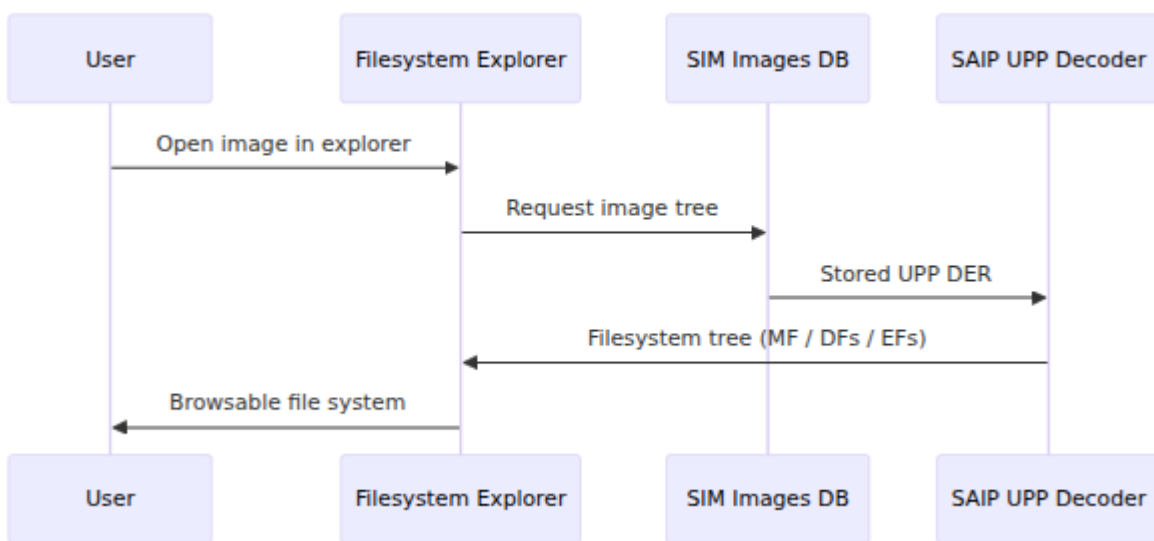 User
Filesystem Explorer
SIM Images DB
SAIP UPP Decoder
Open image in explorer
Request image tree
Stored UPP DER
Filesystem tree (MF / DFs / EFs)
Browsable file system
User
Filesystem Explorer
SIM Images DB
SAIP UPP Decoder